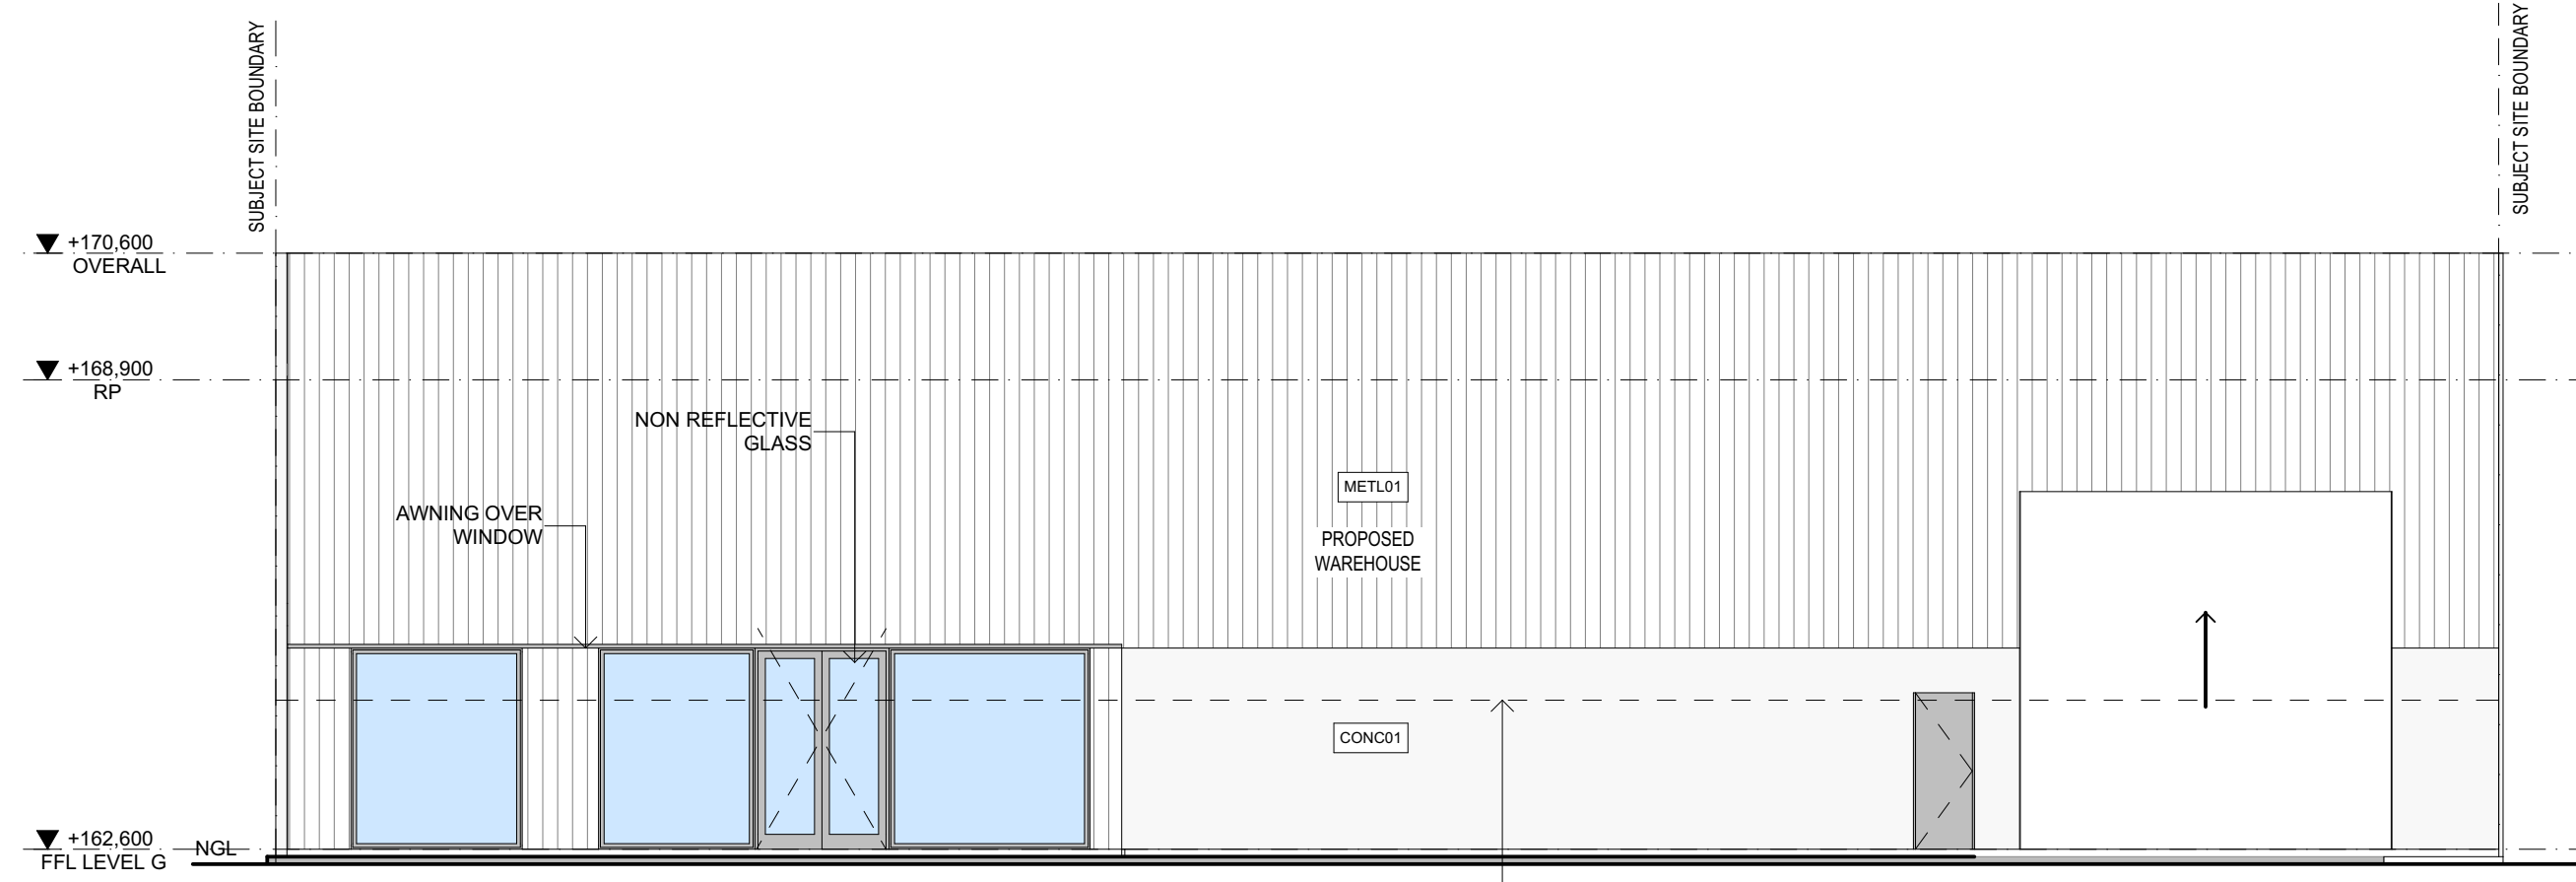 SUBJECT SITE BOUNDARY
SUBJECT SITE BOUNDARY
+170,600
OVERALL
+168,900
RP
NON REFLECTIVE
GLASS
METL01
AWNING OVER
WINDOW
PROPOSED
WAREHOUSE
CONC01
+162,600
FFL LEVEL G
NGL